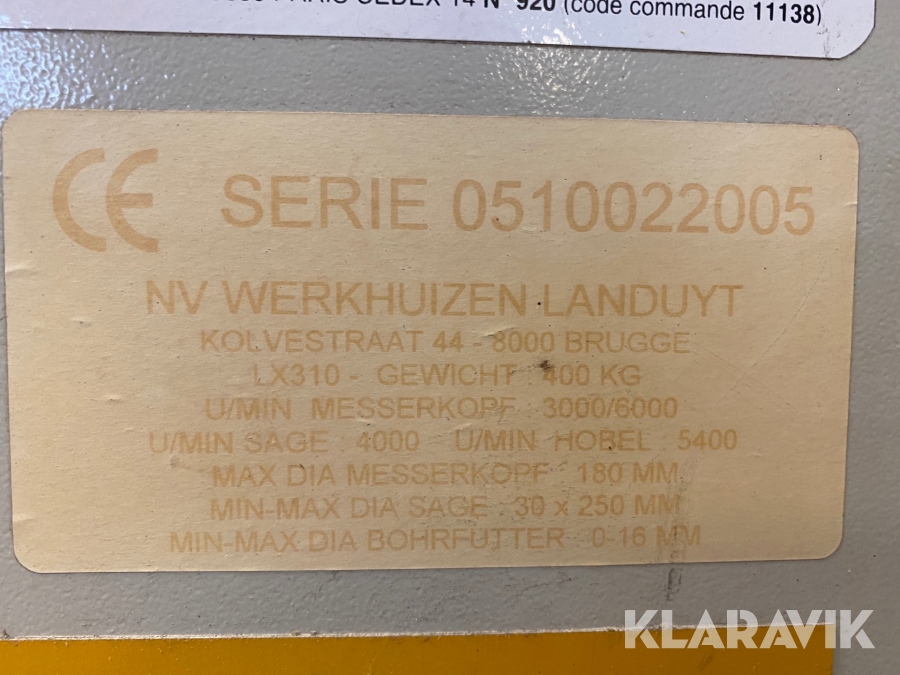 PARIS CEDEX 14 N° 920 (code commande 11138)
CE SERIE 0510022005
NV WERKHUIZEN LANDUYT
KOLVESTRAAT 44 - 8000 BRUGGE
LX310 - GEWICHT : 400 KG
U/MIN MESSERKOPF : 3000/6000
U/MIN SAGE : 4000 U/MIN HOBEL : 5400
MAX DIA MESSERKOPF : 180 MM
MIN-MAX DIA SAGE : 30 x 250 MM
MIN-MAX DIA BOHRFUTTER : 0-16 MM
KLARAVIK